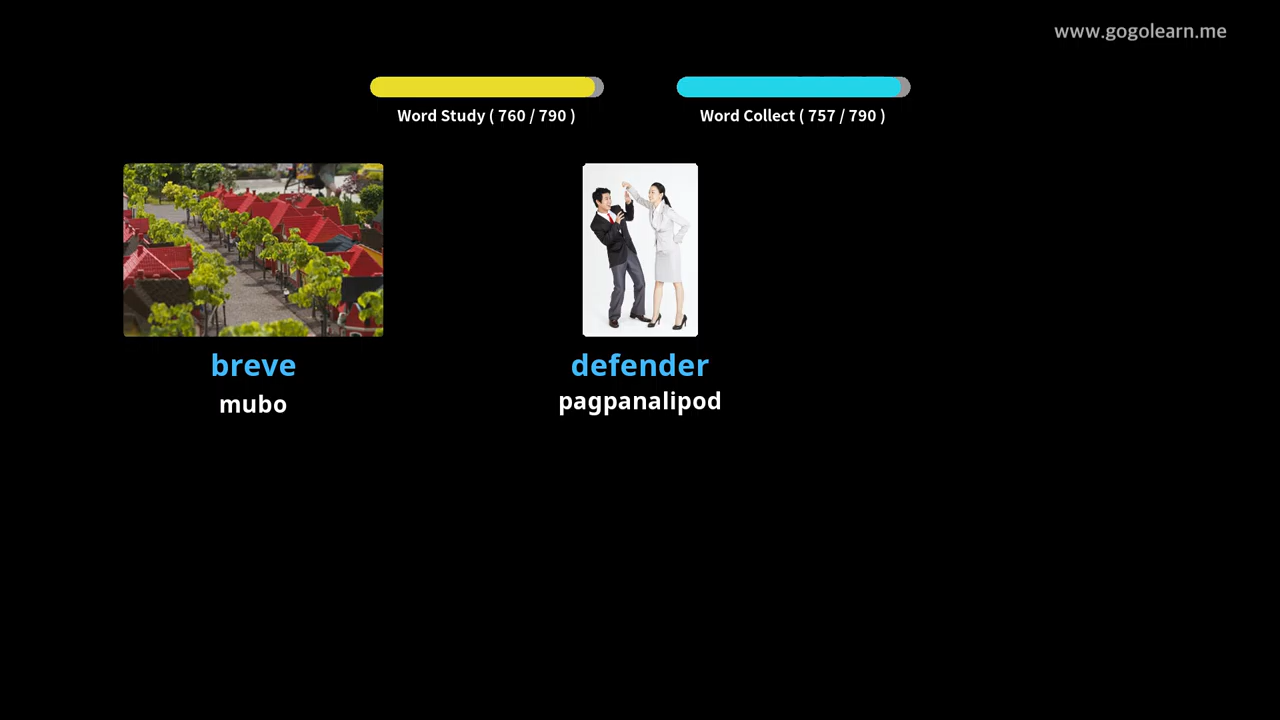 www.gogolearn.me
Word Study ( 760 / 790 )
Word Collect ( 757 / 790 )
breve
mubo
defender
pagpanalipod